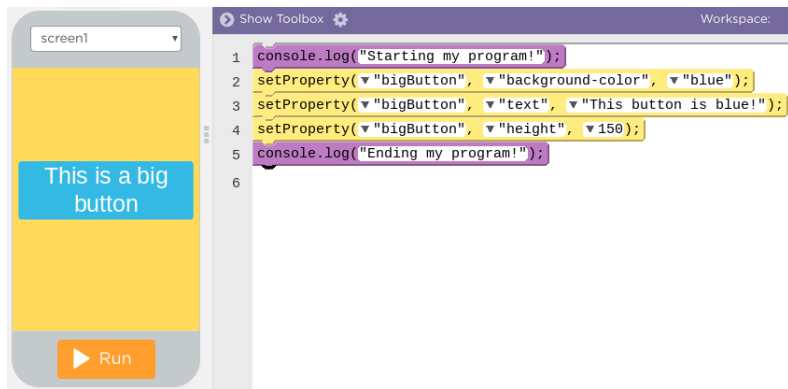 screen1
Show Toolbox
Workspace:
1 console.log("Starting my program!");
2 setProperty(▼"bigButton", ▼"background-color", ▼"blue");
3 setProperty(▼"bigButton", ▼"text", ▼"This button is blue!");
4 setProperty(▼"bigButton", ▼"height", ▼150);
5 console.log("Ending my program!");
6
This is a big
button
Run